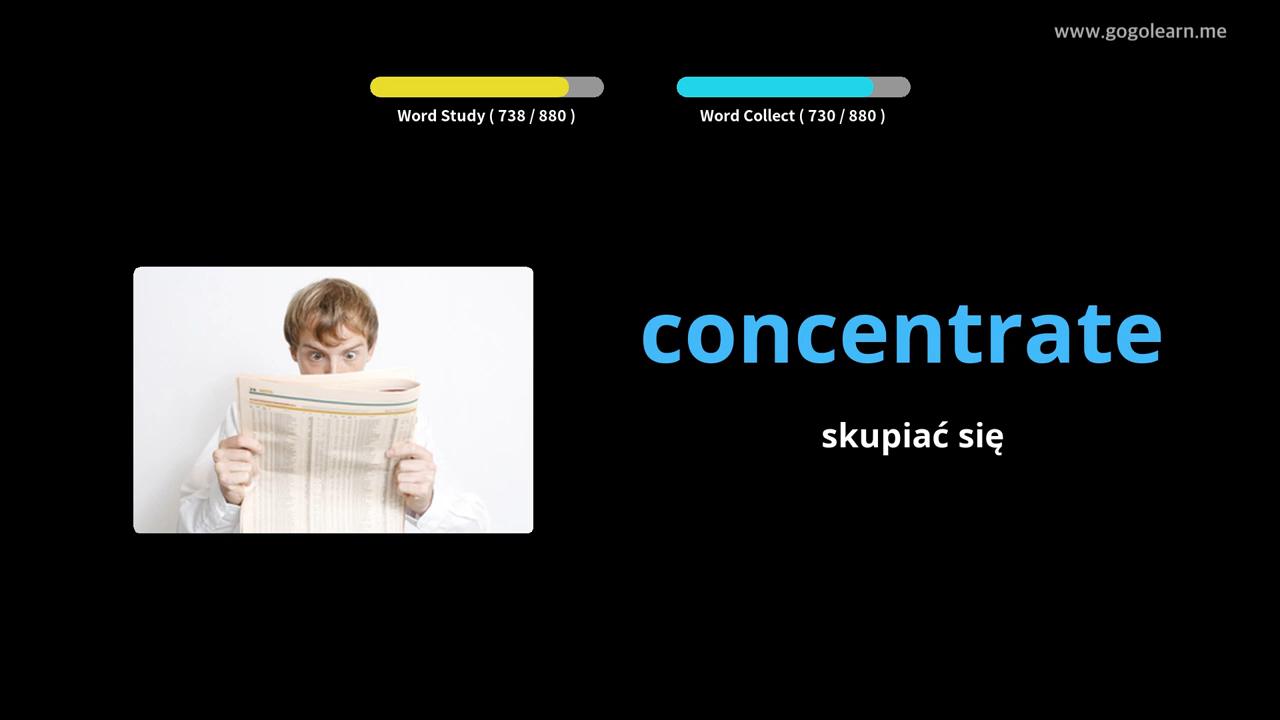 www.gogolearn.me
Word Study ( 738 / 880 )
Word Collect ( 730 / 880 )
concentrate
skupiać się